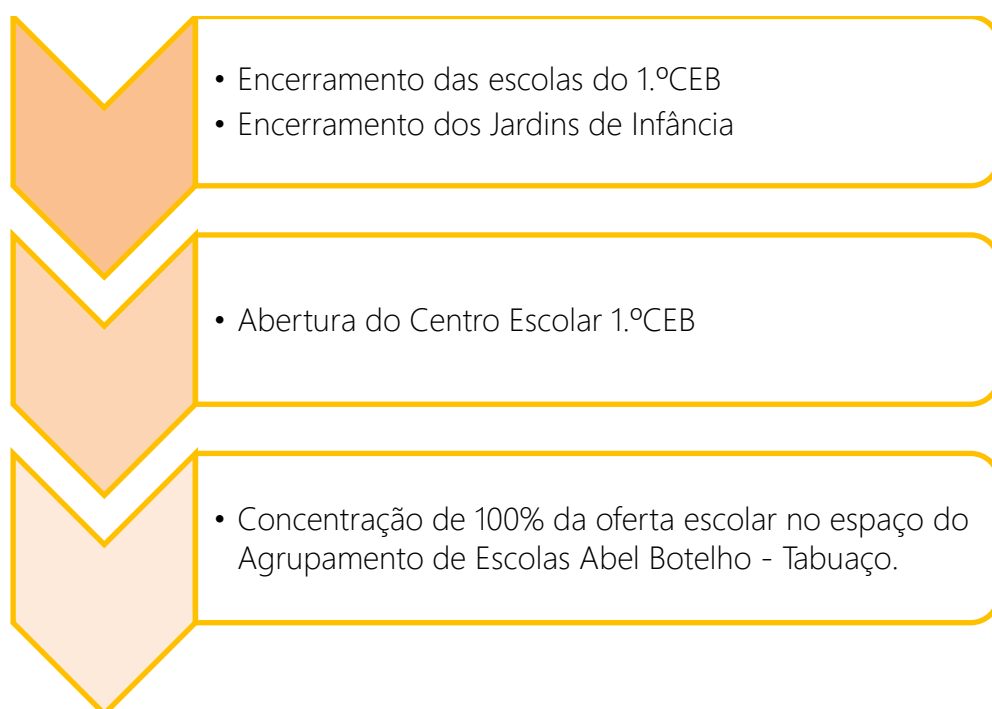 • Encerramento das escolas do 1.ºCEB
• Encerramento dos Jardins de Infância
• Abertura do Centro Escolar 1.ºCEB
• Concentração de 100% da oferta escolar no espaço do
Agrupamento de Escolas Abel Botelho - Tabuaço.